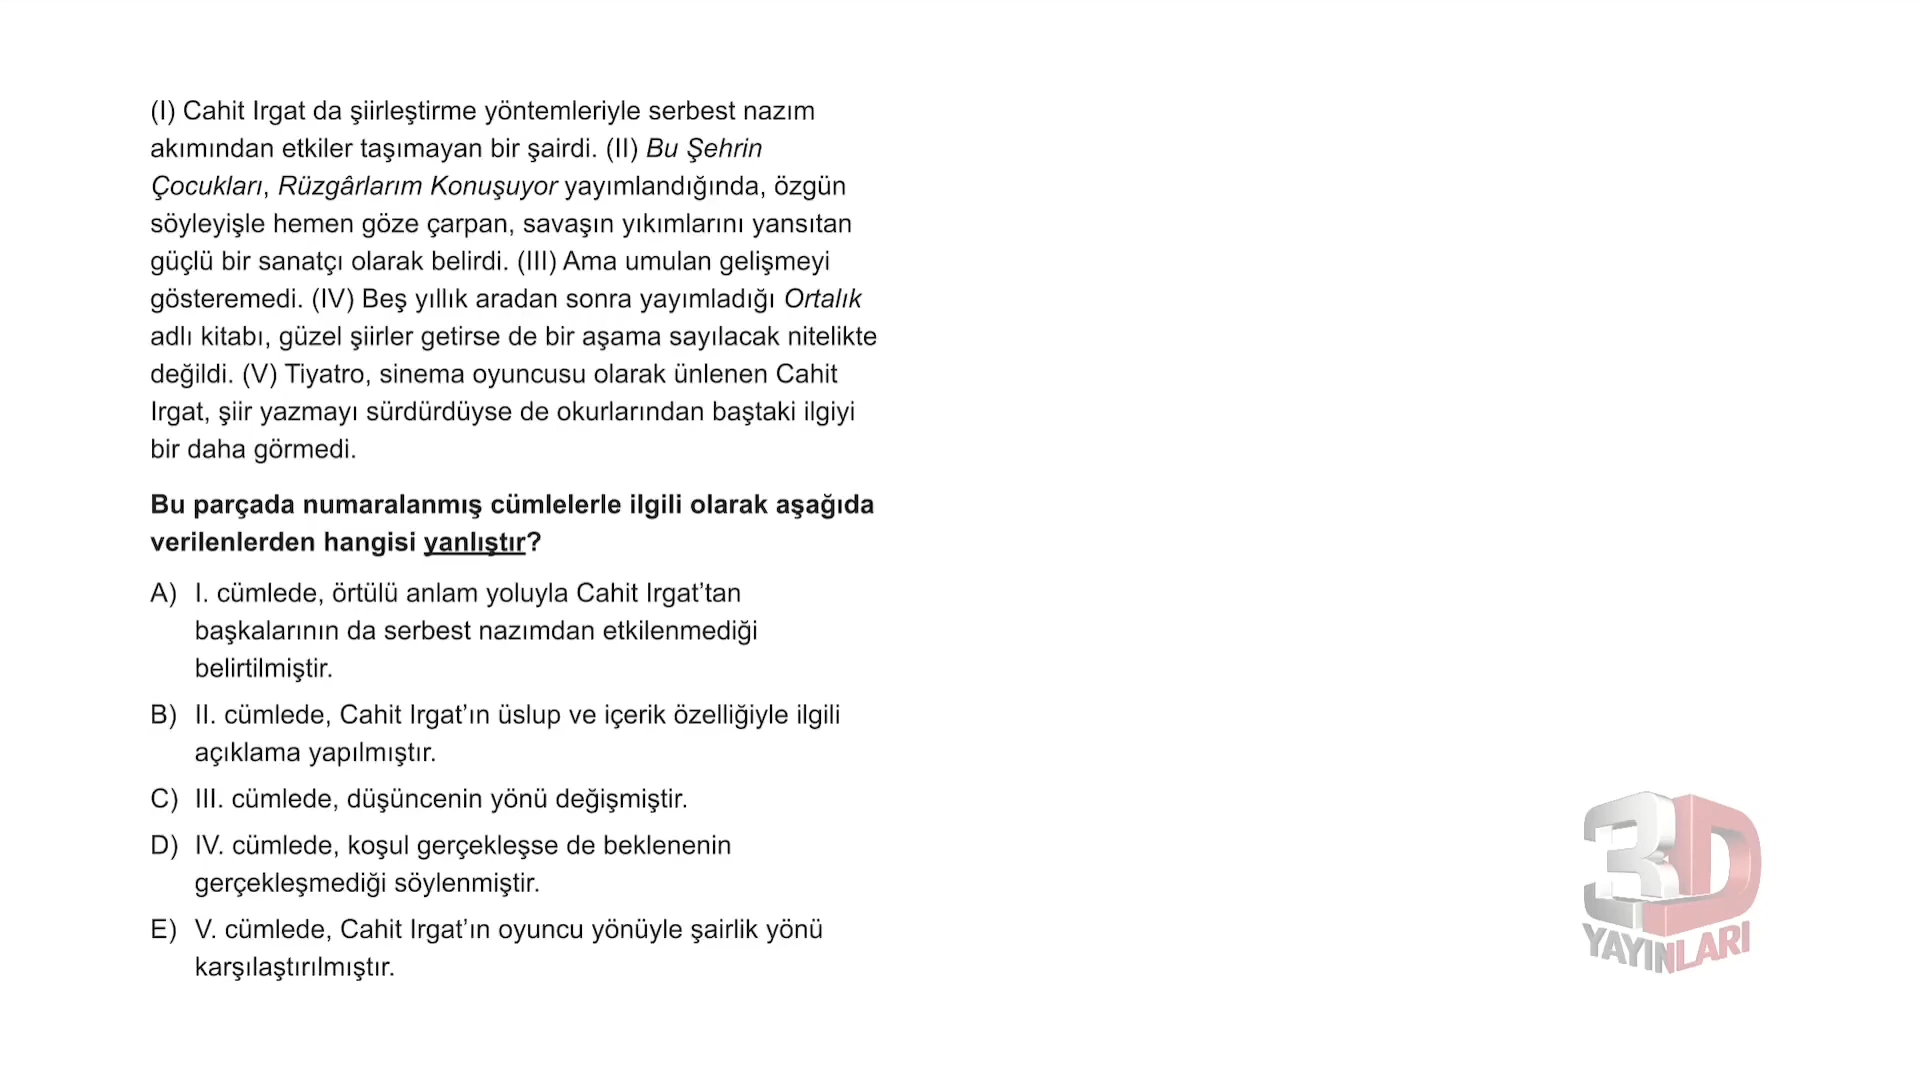 (I) Cahit Irgat da şiirleştirme yöntemleriyle serbest nazım
akımından etkiler taşımayan bir şairdi. (II) Bu Şehrin
Çocukları, Rüzgârlarım Konuşuyor yayımlandığında, özgün
söyleyişle hemen göze çarpan, savaşın yıkımlarını yansıtan
güçlü bir sanatçı olarak belirdi. (III) Ama umulan gelişmeyi
gösteremedi. (IV) Beş yıllık aradan sonra yayımladığı Ortalık
adlı kitabı, güzel şiirler getirse de bir aşama sayılacak nitelikte
değildi. (V) Tiyatro, sinema oyuncusu olarak ünlenen Cahit
Irgat, şiir yazmayı sürdürdüyse de okurlarından baştaki ilgiyi
bir daha görmedi.
Bu parçada numaralanmış cümlelerle ilgili olarak aşağıda
verilenlerden hangisi yanlıştır?
A) I. cümlede, örtülü anlam yoluyla Cahit Irgat’tan
başkalarının da serbest nazımdan etkilenmediği
belirtilmiştir.
B) II. cümlede, Cahit Irgat’ın üslup ve içerik özelliğiyle ilgili
açıklama yapılmıştır.
C) III. cümlede, düşüncenin yönü değişmiştir.
D) IV. cümlede, koşul gerçekleşse de beklenenin
gerçekleşmediği söylenmiştir.
E) V. cümlede, Cahit Irgat’ın oyuncu yönüyle şairlik yönü
karşılaştırılmıştır.
3D
YAYINLARI